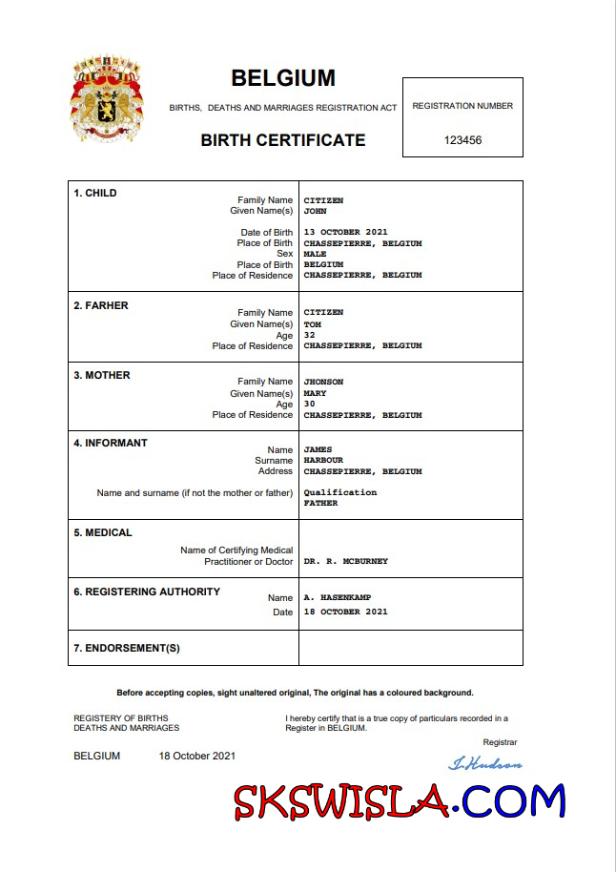 BELGIUM
BIRTHS, DEATHS AND MARRIAGES REGISTRATION ACT
BIRTH CERTIFICATE
REGISTRATION NUMBER
123456
1. CHILD
Family Name CITIZEN
Given Name(s) JOHN
Date of Birth 13 OCTOBER 2021
Place of Birth CHASSEPIERRE, BELGIUM
Sex MALE
Place of Birth BELGIUM
Place of Residence CHASSEPIERRE, BELGIUM
2. FARHER
Family Name CITIZEN
Given Name(s) TOM
Age 32
Place of Residence CHASSEPIERRE, BELGIUM
3. MOTHER
Family Name JHONSON
Given Name(s) MARY
Age 30
Place of Residence CHASSEPIERRE, BELGIUM
4. INFORMANT
Name JAMES
Surname HARBOUR
Address CHASSEPIERRE, BELGIUM
Name and surname (if not the mother or father) Qualification
FATHER
5. MEDICAL
Name of Certifying Medical
Practitioner or Doctor DR. R. MCBURNEY
6. REGISTERING AUTHORITY
Name A. HASENKAMP
Date 18 OCTOBER 2021
7. ENDORSEMENT(S)
Before accepting copies, sight unaltered original, The original has a coloured background.
REGISTERY OF BIRTHS
DEATHS AND MARRIAGES
BELGIUM 18 October 2021
I hereby certify that is a true copy of particulars recorded in a
Register in BELGIUM.
Registrar
J.Hudson
SKSWISLA.COM